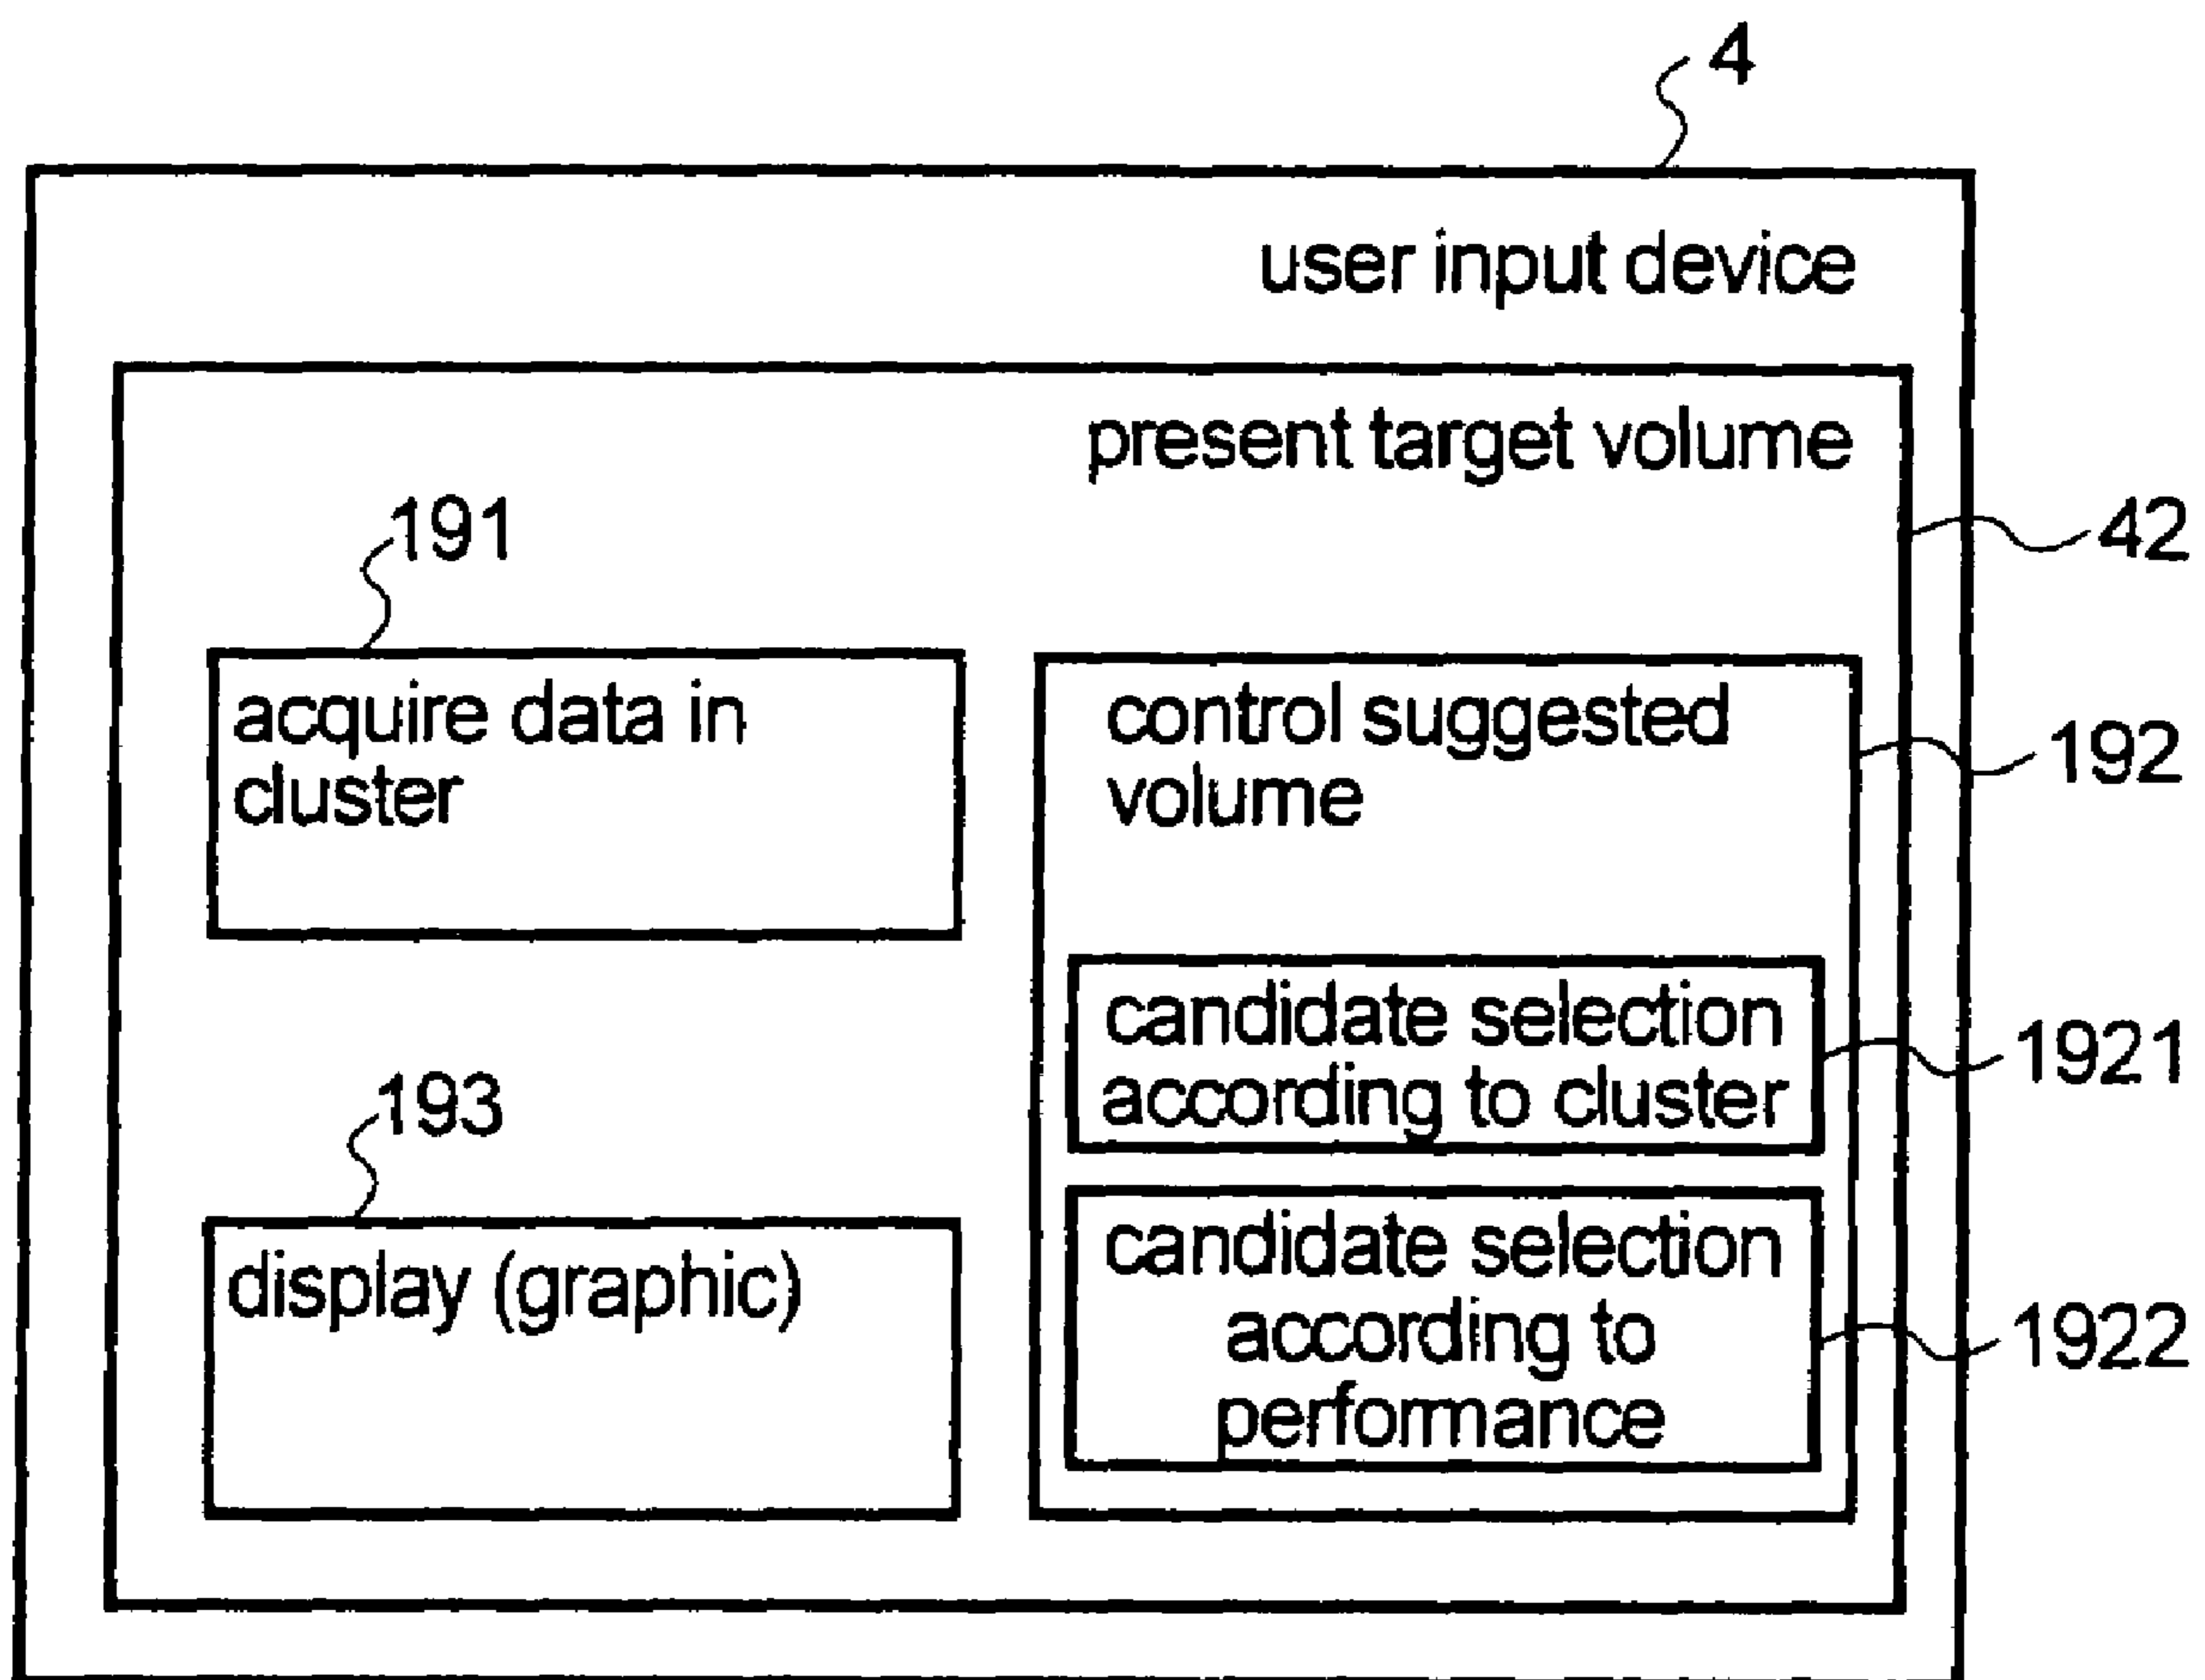 4
user input device
present target volume
42
191
acquire data in
cluster
control suggested
volume
192
candidate selection
according to cluster
1921
193
display (graphic)
candidate selection
according to
performance
1922